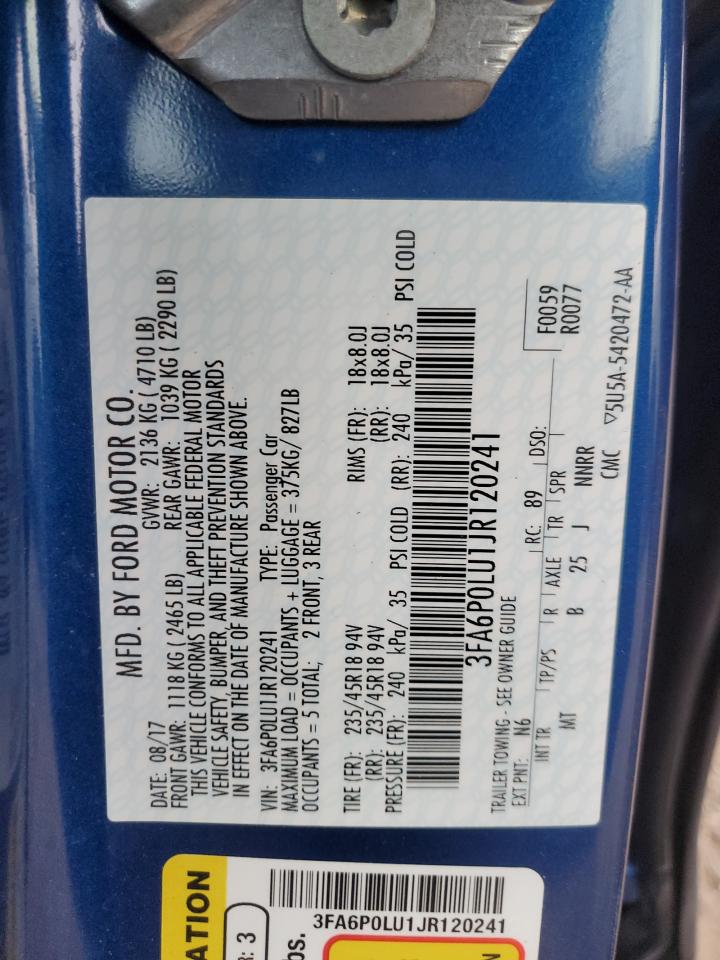 MFD. BY FORD MOTOR CO.
DATE: 08/17 GVWR: 2136 KG ( 4710 LB)
FRONT GAWR: 1118 KG ( 2465 LB) REAR GAWR: 1039 KG ( 2290 LB)
THIS VEHICLE CONFORMS TO ALL APPLICABLE FEDERAL MOTOR
VEHICLE SAFETY, BUMPER, AND THEFT PREVENTION STANDARDS
IN EFFECT ON THE DATE OF MANUFACTURE SHOWN ABOVE.
VIN: 3FA6P0LU1JR120241 TYPE: Passenger Car
MAXIMUM LOAD = OCCUPANTS + LUGGAGE = 375KG/ 827LB
OCCUPANTS = 5 TOTAL; 2 FRONT, 3 REAR
TIRE (FR): 235/45R18 94V RIMS (FR): 18x8.0J
(RR): 235/45R18 94V (RR): 18x8.0J
PRESSURE (FR): 240 kPa/ 35 PSI COLD (RR): 240 kPa/ 35 PSI COLD
3FA6P0LU1JR120241
TRAILER TOWING - SEE OWNER GUIDE
EXT PNT: N6 RC: 89 DSO:
F0059
R0077
INT TR TP/PS R AXLE TR SPR
MT B 25 J NNRR
CMC ▽5U5A-5420472-AA
ATION
R: 3
3FA6P0LU1JR120241